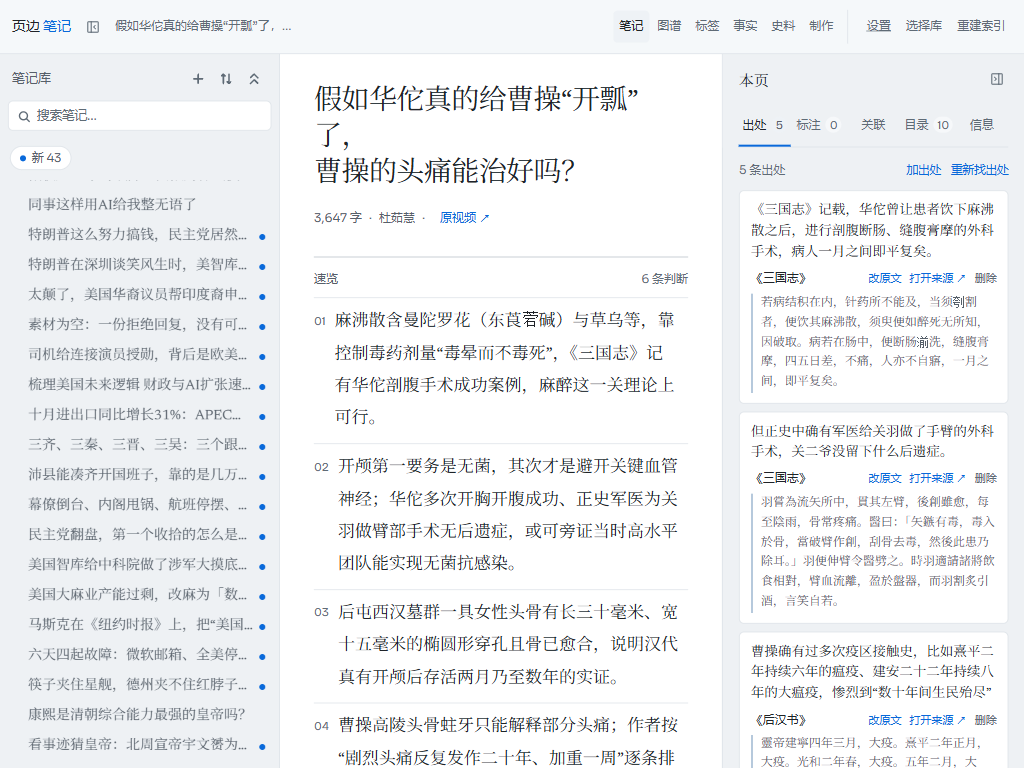 页边 笔记
假如华佗真的给曹操“开瓢”了，...
笔记 图谱 标签 事实 史料 制作
设置 选择库 重建索引
笔记库
搜索笔记...
新 43
同事这样用AI给我整无语了
特朗普这么努力搞钱，民主党居然...
特朗普在深圳谈笑风生时，美智库...
太颠了，美国华裔议员帮印度裔申...
素材为空：一份拒绝回复，没有可...
司机给连接演员授勋，背后是欧美...
梳理美国未来逻辑 财政与AI扩张速...
十月进出口同比增长31%：APEC...
三齐、三秦、三晋、三吴：三个跟...
沛县能凑齐开国班子，靠的是几万...
幕僚倒台、内阁甩锅、航班停摆、...
民主党翻盘，第一个收拾的怎么是...
美国智库给中科院做了涉军大摸底...
美国大麻业产能过剩，改麻为「数...
马斯克在《纽约时报》上，把“美国...
六天四起故障：微软邮箱、全美停...
筷子夹住星舰，德州夹不住红脖子...
康熙是清朝综合能力最强的皇帝吗?
看事迹猜皇帝：北周宣帝宇文赟为...
假如华佗真的给曹操“开瓢”
了，
曹操的头痛能治好吗？
3,647 字 · 杜茹慧 · 原视频 ↗
速览
6 条判断
01 麻沸散含曼陀罗花（东莨菪碱）与草乌等，靠
控制毒药剂量“毒晕而不毒死”，《三国志》记
有华佗剖腹手术成功案例，麻醉这一关理论上
可行。
02 开颅第一要务是无菌，其次才是避开关键血管
神经；华佗多次开胸开腹成功、正史军医为关
羽做臂部手术无后遗症，或可旁证当时高水平
团队能实现无菌抗感染。
03 后屯西汉墓群一具女性头骨有长三十毫米、宽
十五毫米的椭圆形穿孔且骨已愈合，说明汉代
真有开颅后存活两月乃至数年的实证。
04 曹操高陵头骨蛀牙只能解释部分头痛；作者按
“剧烈头痛反复发作二十年、加重一周”逐条排
本页
出处 5 标注 0 关联 目录 10 信息
5 条出处
加出处 重新找出处
《三国志》记载，华佗曾让患者饮下麻沸
散之后，进行剖腹断肠、缝腹膏摩的外科
手术，病人一月之间即平复矣。
《三国志》 改原文 打开来源 ↗ 删除
若病结积在内，针药所不能及，当须刳割
者，便饮其麻沸散，须臾便如醉死无所知，
因破取。病若在肠中，便断肠湔洗，缝腹膏
摩，四五日差，不痛，人亦不自寤，一月之
间，即平复矣。
但正史中确有军医给关羽做了手臂的外科
手术，关二爷没留下什么后遗症。
《三国志》 改原文 打开来源 ↗ 删除
羽嘗為流矢所中，貫其左臂，後創雖愈，每
至陰雨，骨常疼痛。醫曰：「矢鏃有毒，毒入
於骨，當破臂作創，刮骨去毒，然後此患乃
除耳。」羽便伸臂令醫劈之。時羽適請諸將飲
食相對，臂血流離，盈於盤器，而羽割炙引
酒，言笑自若。
曹操确有过多次疫区接触史，比如熹平二
年持续六年的瘟疫、建安二十二年持续八
年的大瘟疫，惨烈到“数十年间生民殆尽”
《后汉书》 改原文 打开来源 ↗ 删除
靈帝建寧四年三月，大疫。熹平二年正月，
大疫。光和二年春，大疫。五年二月，大